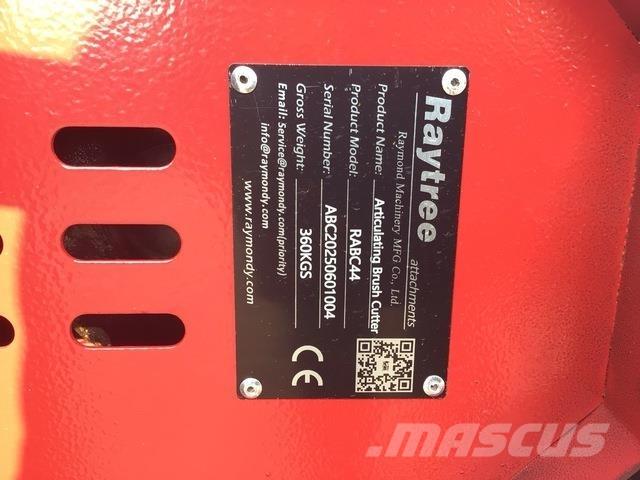 Raytree attachments
Raymond Machinery MFG Co., Ltd.
Product Name: Articulating Brush Cutter
Product Model: RABC44
Serial Number: ABC20250601004
Gross Weight: 360KGS
Email: Service@raymondy.com(priority)
info@raymondy.com
www.raymondy.com
CE
MASCUS